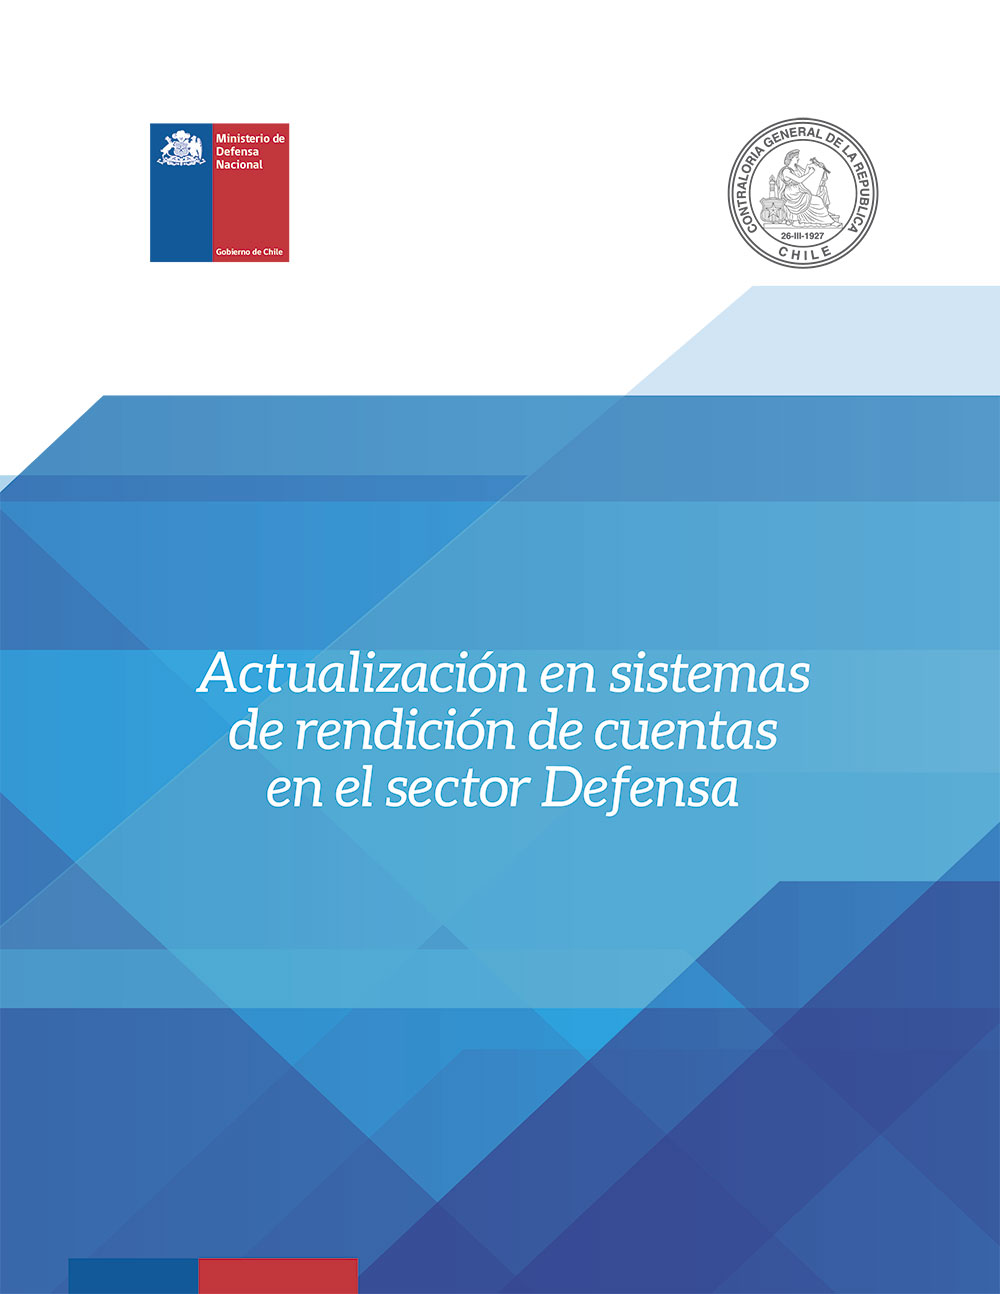 Ministerio de
Defensa
Nacional
Gobierno de Chile
CONTRALORIA GENERAL DE LA REPUBLICA
26-III-1927
CHILE
Actualización en sistemas
de rendición de cuentas
en el sector Defensa